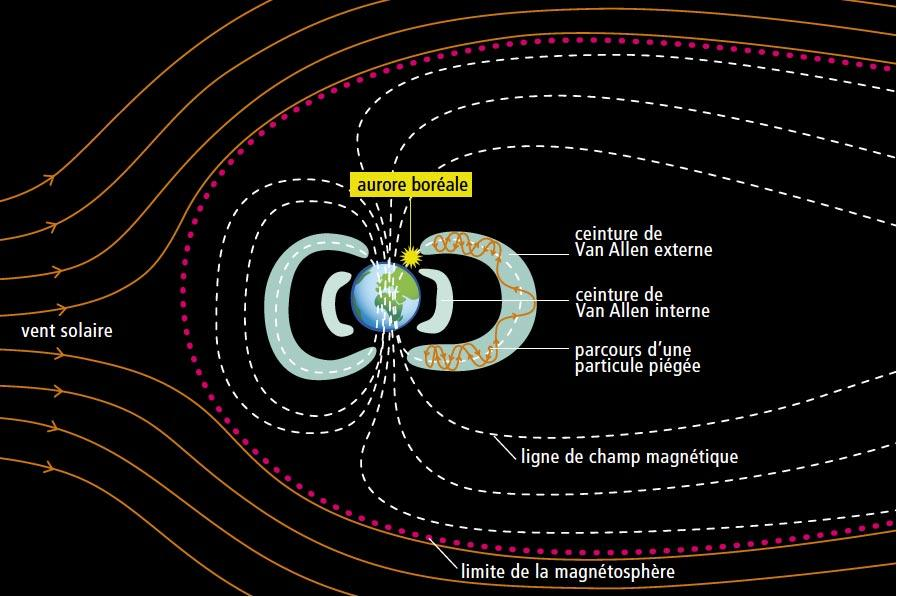 aurore boréale
ceinture de
Van Allen externe
ceinture de
Van Allen interne
vent solaire
parcours d'une
particule piégée
ligne de champ magnétique
limite de la magnétosphère